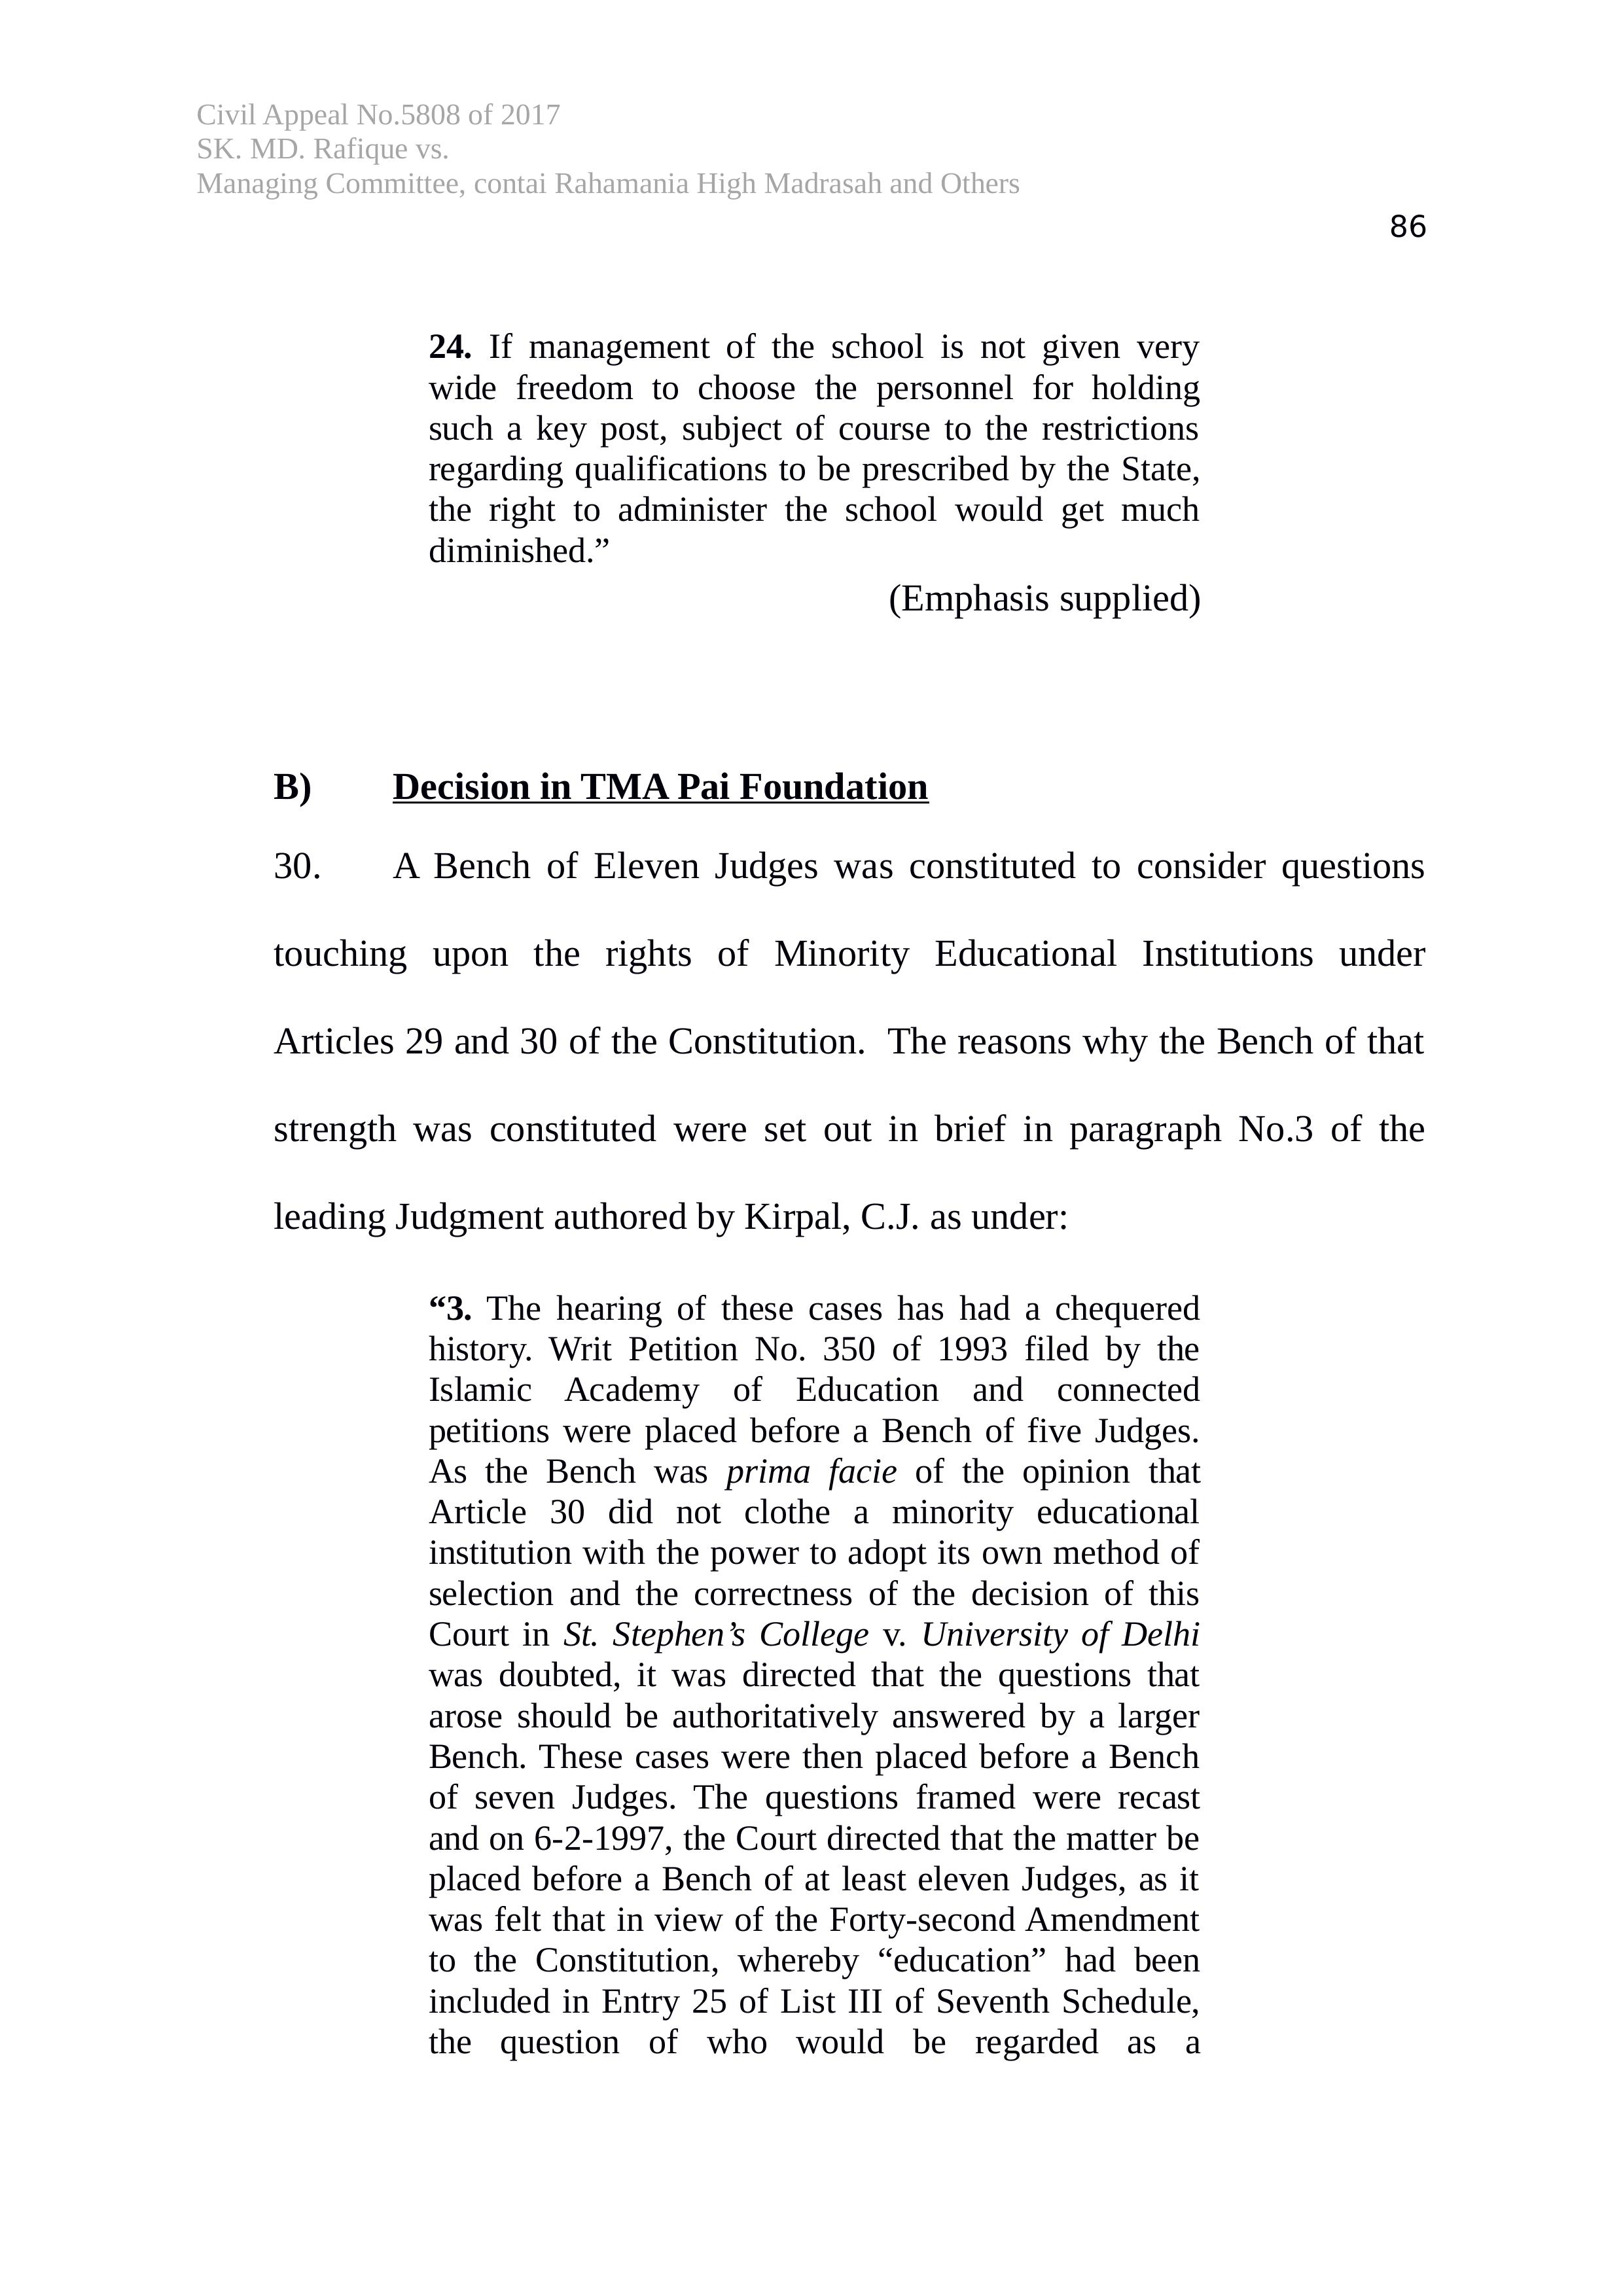 Civil Appeal No.5808 of 2017
SK. MD. Rafique vs.
Managing Committee, contai Rahamania High Madrasah and Others
86
24. If management of the school is not given very
wide freedom to choose the personnel for holding
such a key post, subject of course to the restrictions
regarding qualifications to be prescribed by the State,
the right to administer the school would get much
diminished.”
(Emphasis supplied)
B) Decision in TMA Pai Foundation
30. A Bench of Eleven Judges was constituted to consider questions
touching upon the rights of Minority Educational Institutions under
Articles 29 and 30 of the Constitution. The reasons why the Bench of that
strength was constituted were set out in brief in paragraph No.3 of the
leading Judgment authored by Kirpal, C.J. as under:
“3. The hearing of these cases has had a chequered
history. Writ Petition No. 350 of 1993 filed by the
Islamic Academy of Education and connected
petitions were placed before a Bench of five Judges.
As the Bench was prima facie of the opinion that
Article 30 did not clothe a minority educational
institution with the power to adopt its own method of
selection and the correctness of the decision of this
Court in St. Stephen’s College v. University of Delhi
was doubted, it was directed that the questions that
arose should be authoritatively answered by a larger
Bench. These cases were then placed before a Bench
of seven Judges. The questions framed were recast
and on 6-2-1997, the Court directed that the matter be
placed before a Bench of at least eleven Judges, as it
was felt that in view of the Forty-second Amendment
to the Constitution, whereby “education” had been
included in Entry 25 of List III of Seventh Schedule,
the question of who would be regarded as a